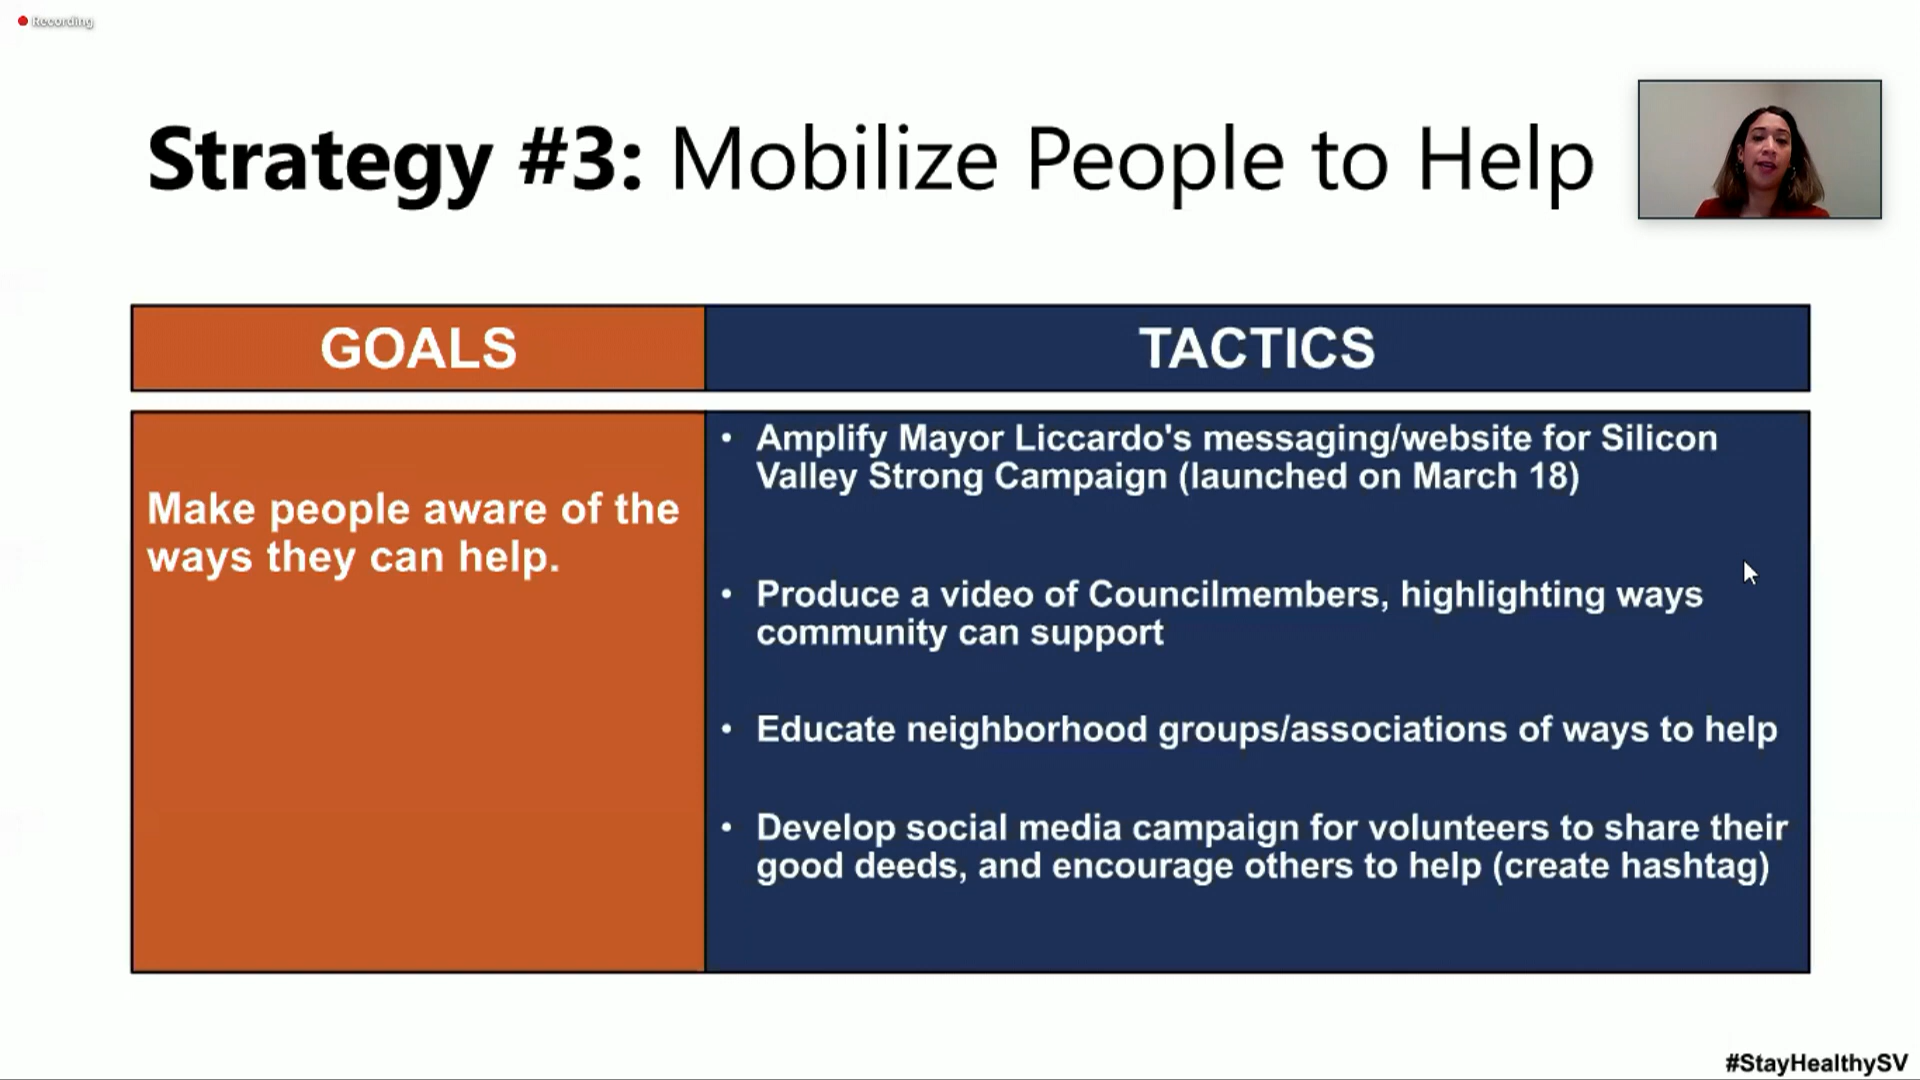 Recording
Strategy #3: Mobilize People to Help
GOALS
TACTICS
Make people aware of the
ways they can help.
• Amplify Mayor Liccardo's messaging/website for Silicon
Valley Strong Campaign (launched on March 18)
• Produce a video of Councilmembers, highlighting ways
community can support
• Educate neighborhood groups/associations of ways to help
• Develop social media campaign for volunteers to share their
good deeds, and encourage others to help (create hashtag)
#StayHealthySV